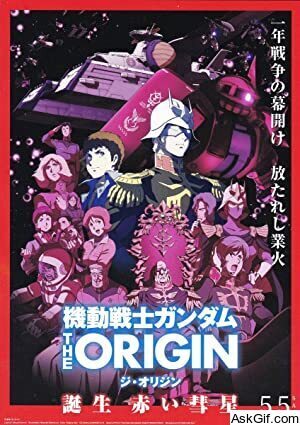 一年戦争の幕開け
放たれし業火
機動戦士ガンダム
THE ORIGIN
ジ・オリジン
誕生 赤い彗星
5.5
AskGif.com